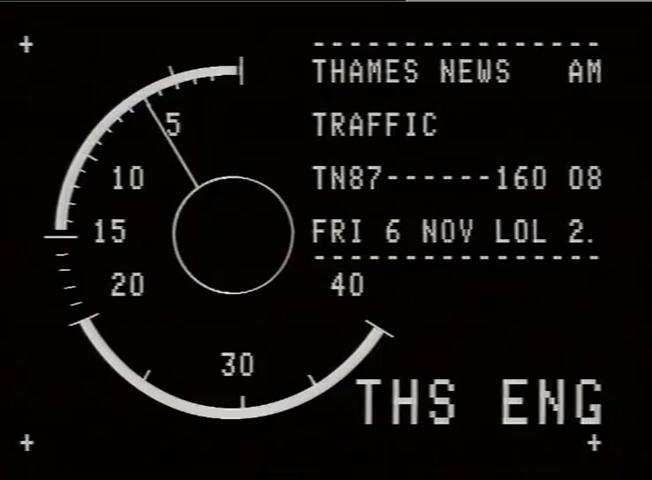 THAMES NEWS AM
TRAFFIC
TN87------160 08
FRI 6 NOV LOL 2.
5
10
15
20
30
40
THS ENG